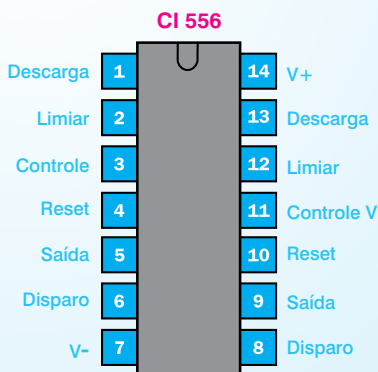 CI 556
Descarga 1 14 V+
Limiar 2 13 Descarga
Controle 3 12 Limiar
Reset 4 11 Controle V
Saída 5 10 Reset
Disparo 6 9 Saída
V- 7 8 Disparo